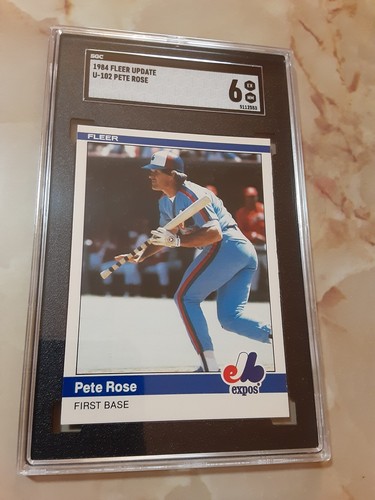 SGC
1984 FLEER UPDATE
U-102 PETE ROSE
6
FLEER
Pete Rose
FIRST BASE
expos